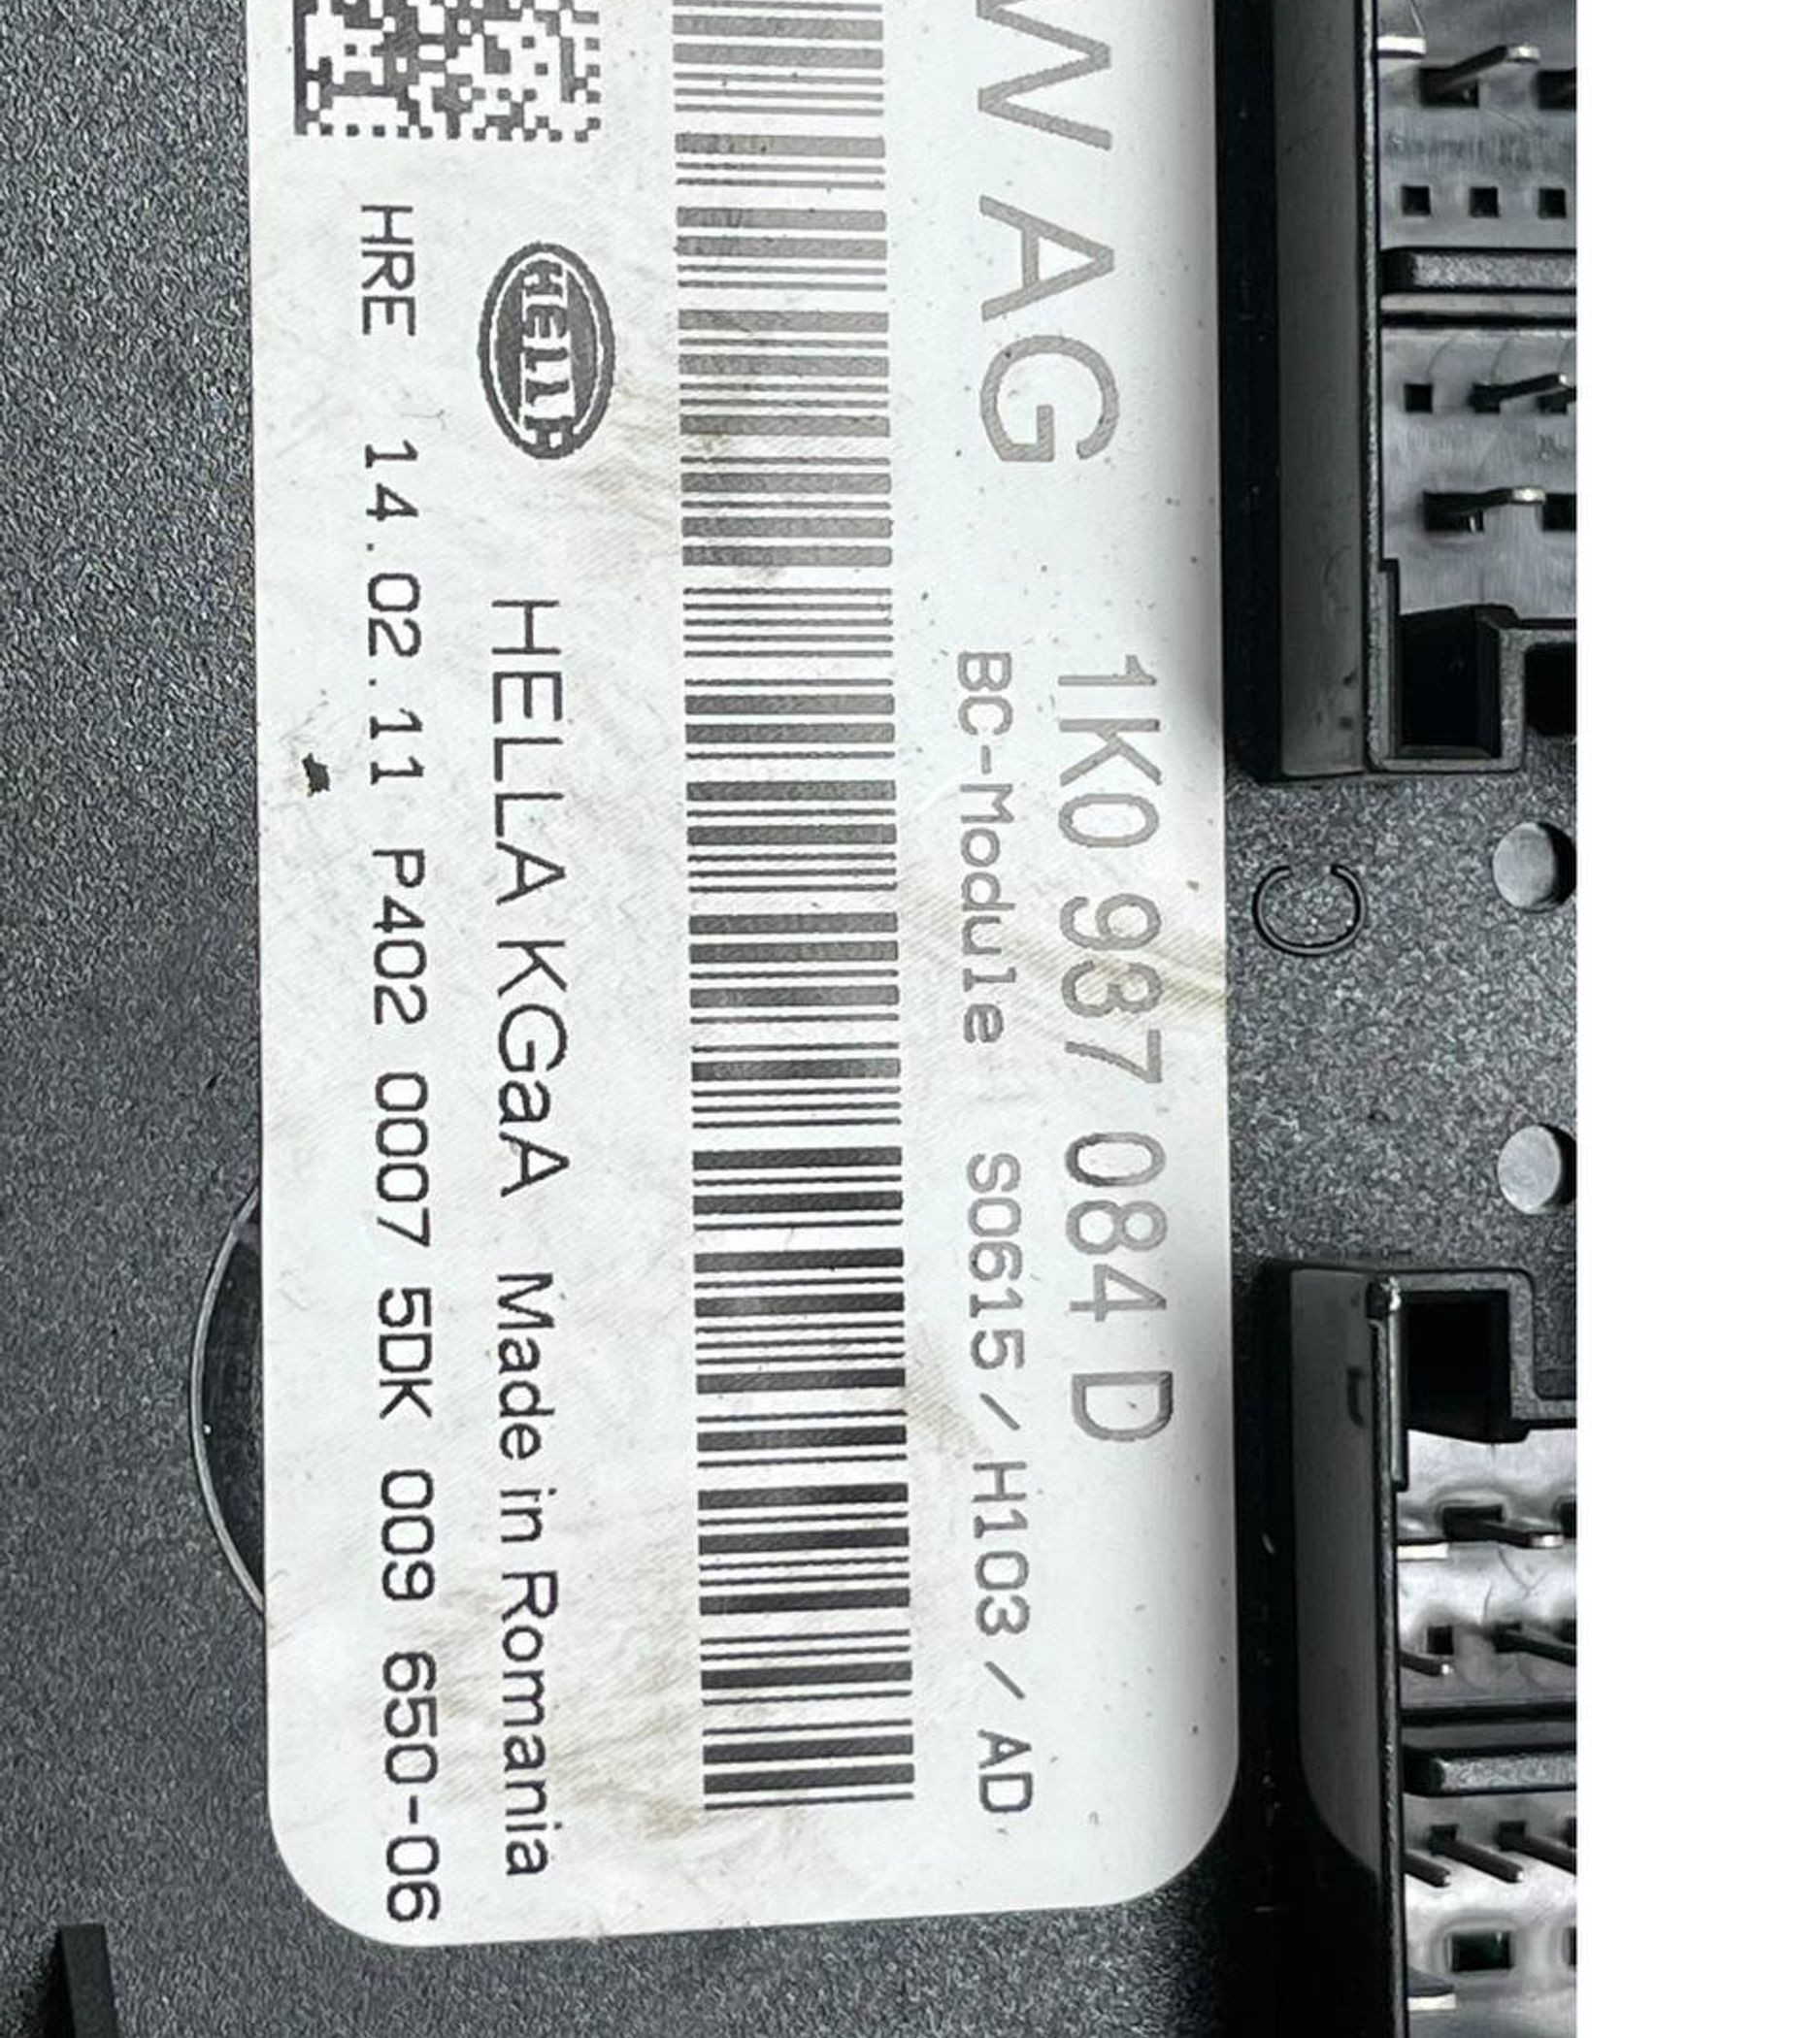 W AG 1K0 937 084 D
BC-Module S0615/H103/AD
HELLA HELLA KGaA Made in Romania
HRE 14.02.11 P402 0007 5DK 009 650-06
C